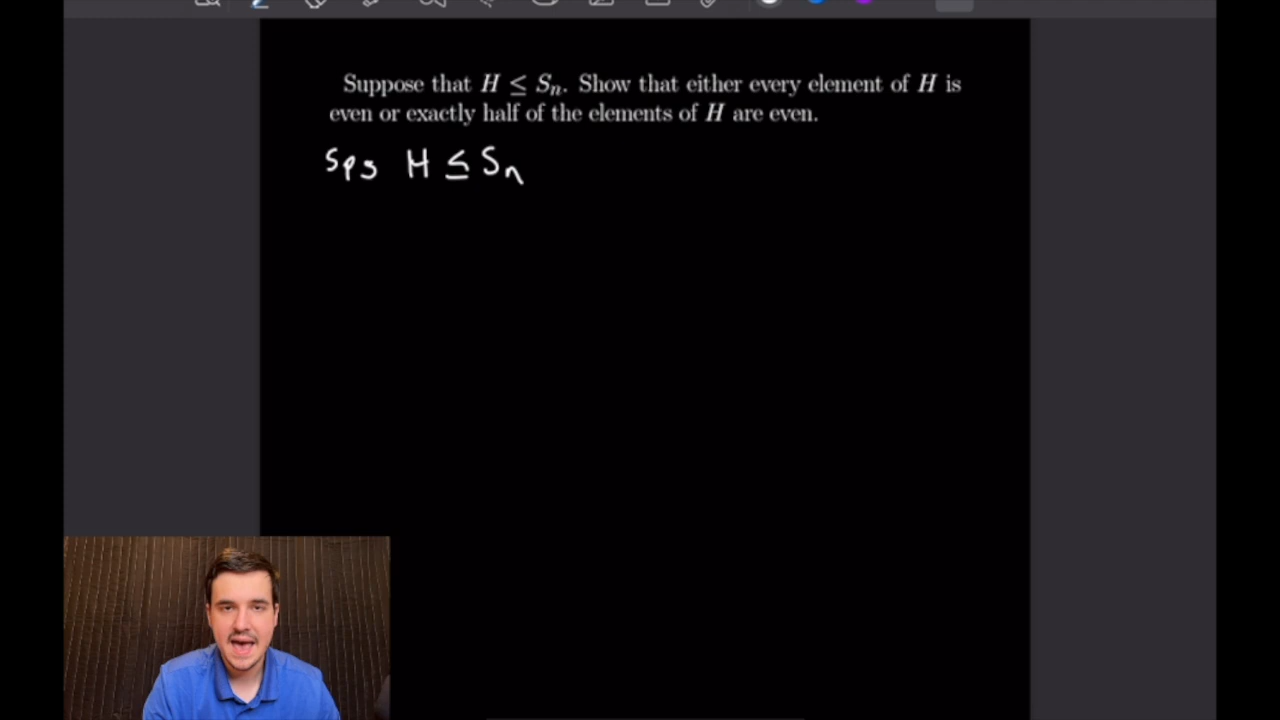 Suppose that H ≤ Sₙ. Show that either every element of H is
even or exactly half of the elements of H are even.
Sps H ≤ Sₙ